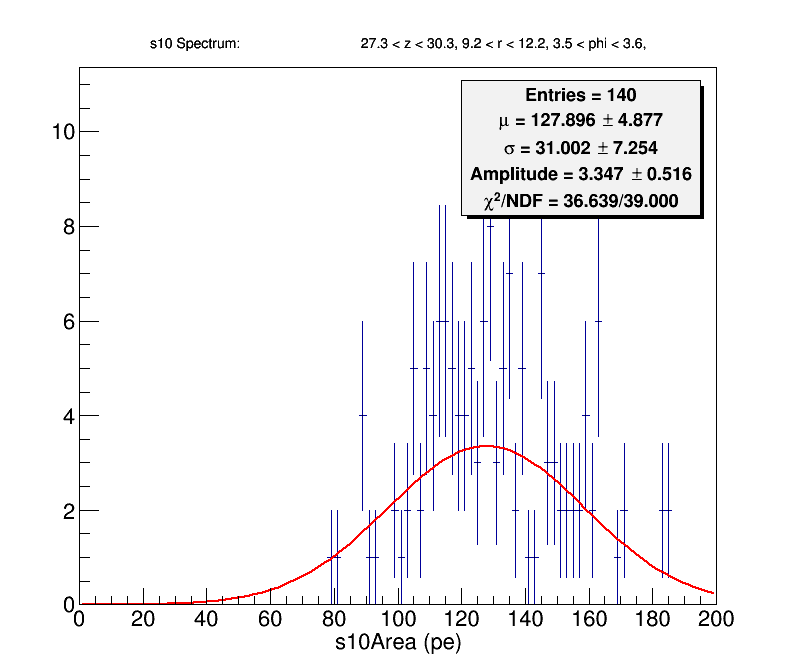 s10 Spectrum: 27.3 < z < 30.3, 9.2 < r < 12.2, 3.5 < phi < 3.6,
Entries = 140
μ = 127.896 ± 4.877
σ = 31.002 ± 7.254
Amplitude = 3.347 ± 0.516
χ²/NDF = 36.639/39.000
10
8
6
4
2
0
0 20 40 60 80 100 120 140 160 180 200
s10Area (pe)